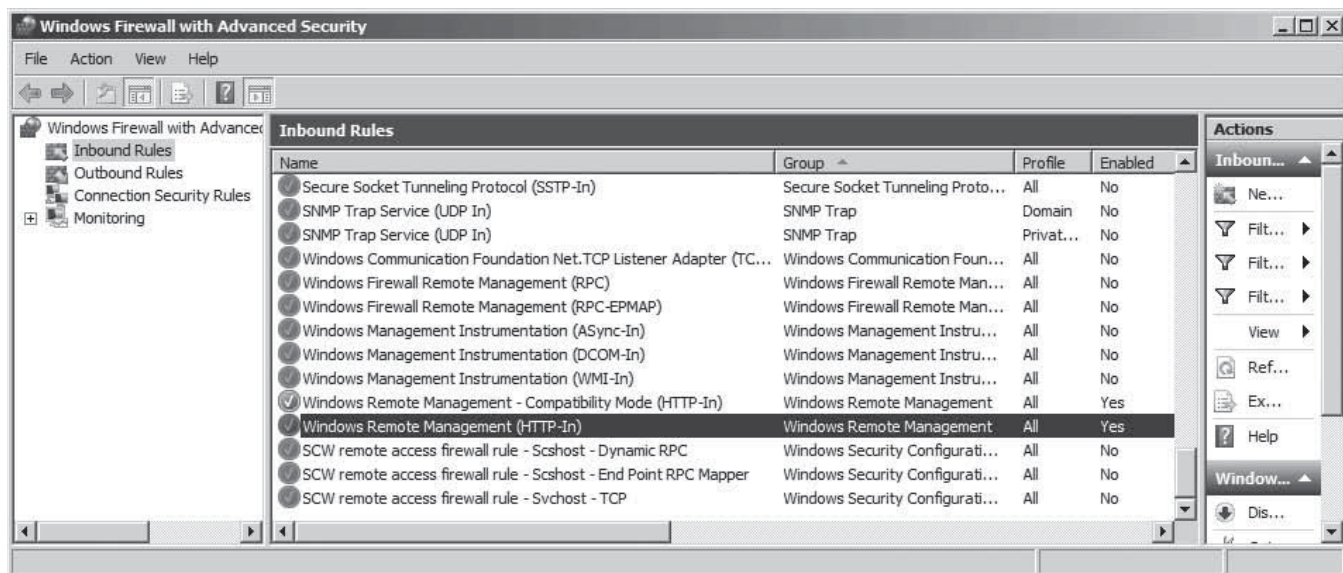 Windows Firewall with Advanced Security
File Action View Help
Windows Firewall with Advanced
Inbound Rules
Outbound Rules
Connection Security Rules
Monitoring
Inbound Rules
Name Group Profile Enabled
Secure Socket Tunneling Protocol (SSTP-In) Secure Socket Tunneling Proto... All No
SNMP Trap Service (UDP In) SNMP Trap Domain No
SNMP Trap Service (UDP In) SNMP Trap Privat... No
Windows Communication Foundation Net.TCP Listener Adapter (TC... Windows Communication Foun... All No
Windows Firewall Remote Management (RPC) Windows Firewall Remote Man... All No
Windows Firewall Remote Management (RPC-EPMAP) Windows Firewall Remote Man... All No
Windows Management Instrumentation (ASync-In) Windows Management Instru... All No
Windows Management Instrumentation (DCOM-In) Windows Management Instru... All No
Windows Management Instrumentation (WMI-In) Windows Management Instru... All No
Windows Remote Management - Compatibility Mode (HTTP-In) Windows Remote Management All Yes
Windows Remote Management (HTTP-In) Windows Remote Management All Yes
SCW remote access firewall rule - Scshost - Dynamic RPC Windows Security Configurati... All No
SCW remote access firewall rule - Scshost - End Point RPC Mapper Windows Security Configurati... All No
SCW remote access firewall rule - Svchost - TCP Windows Security Configurati... All No
Actions
Inboun...
Ne...
Filt...
Filt...
Filt...
View
Ref...
Ex...
Help
Window...
Dis...